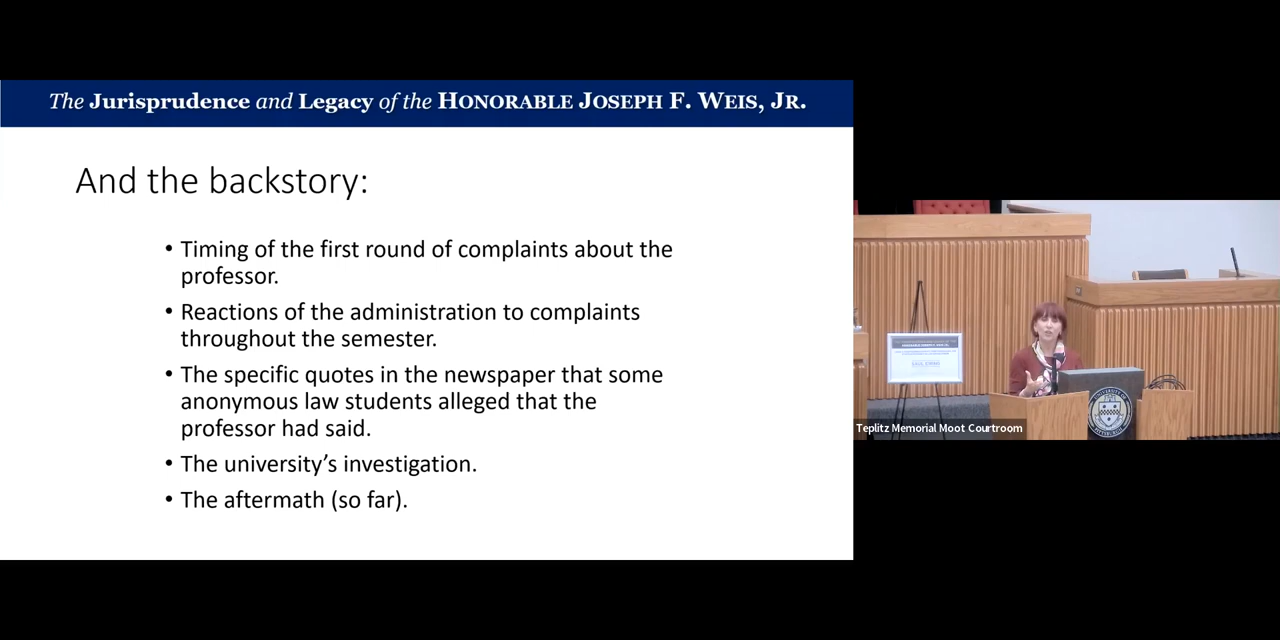 The Jurisprudence and Legacy of the HONORABLE JOSEPH F. WEIS, JR.
And the backstory:
• Timing of the first round of complaints about the
professor.
• Reactions of the administration to complaints
throughout the semester.
• The specific quotes in the newspaper that some
anonymous law students alleged that the
professor had said.
• The university’s investigation.
• The aftermath (so far).
Teplitz Memorial Moot Courtroom